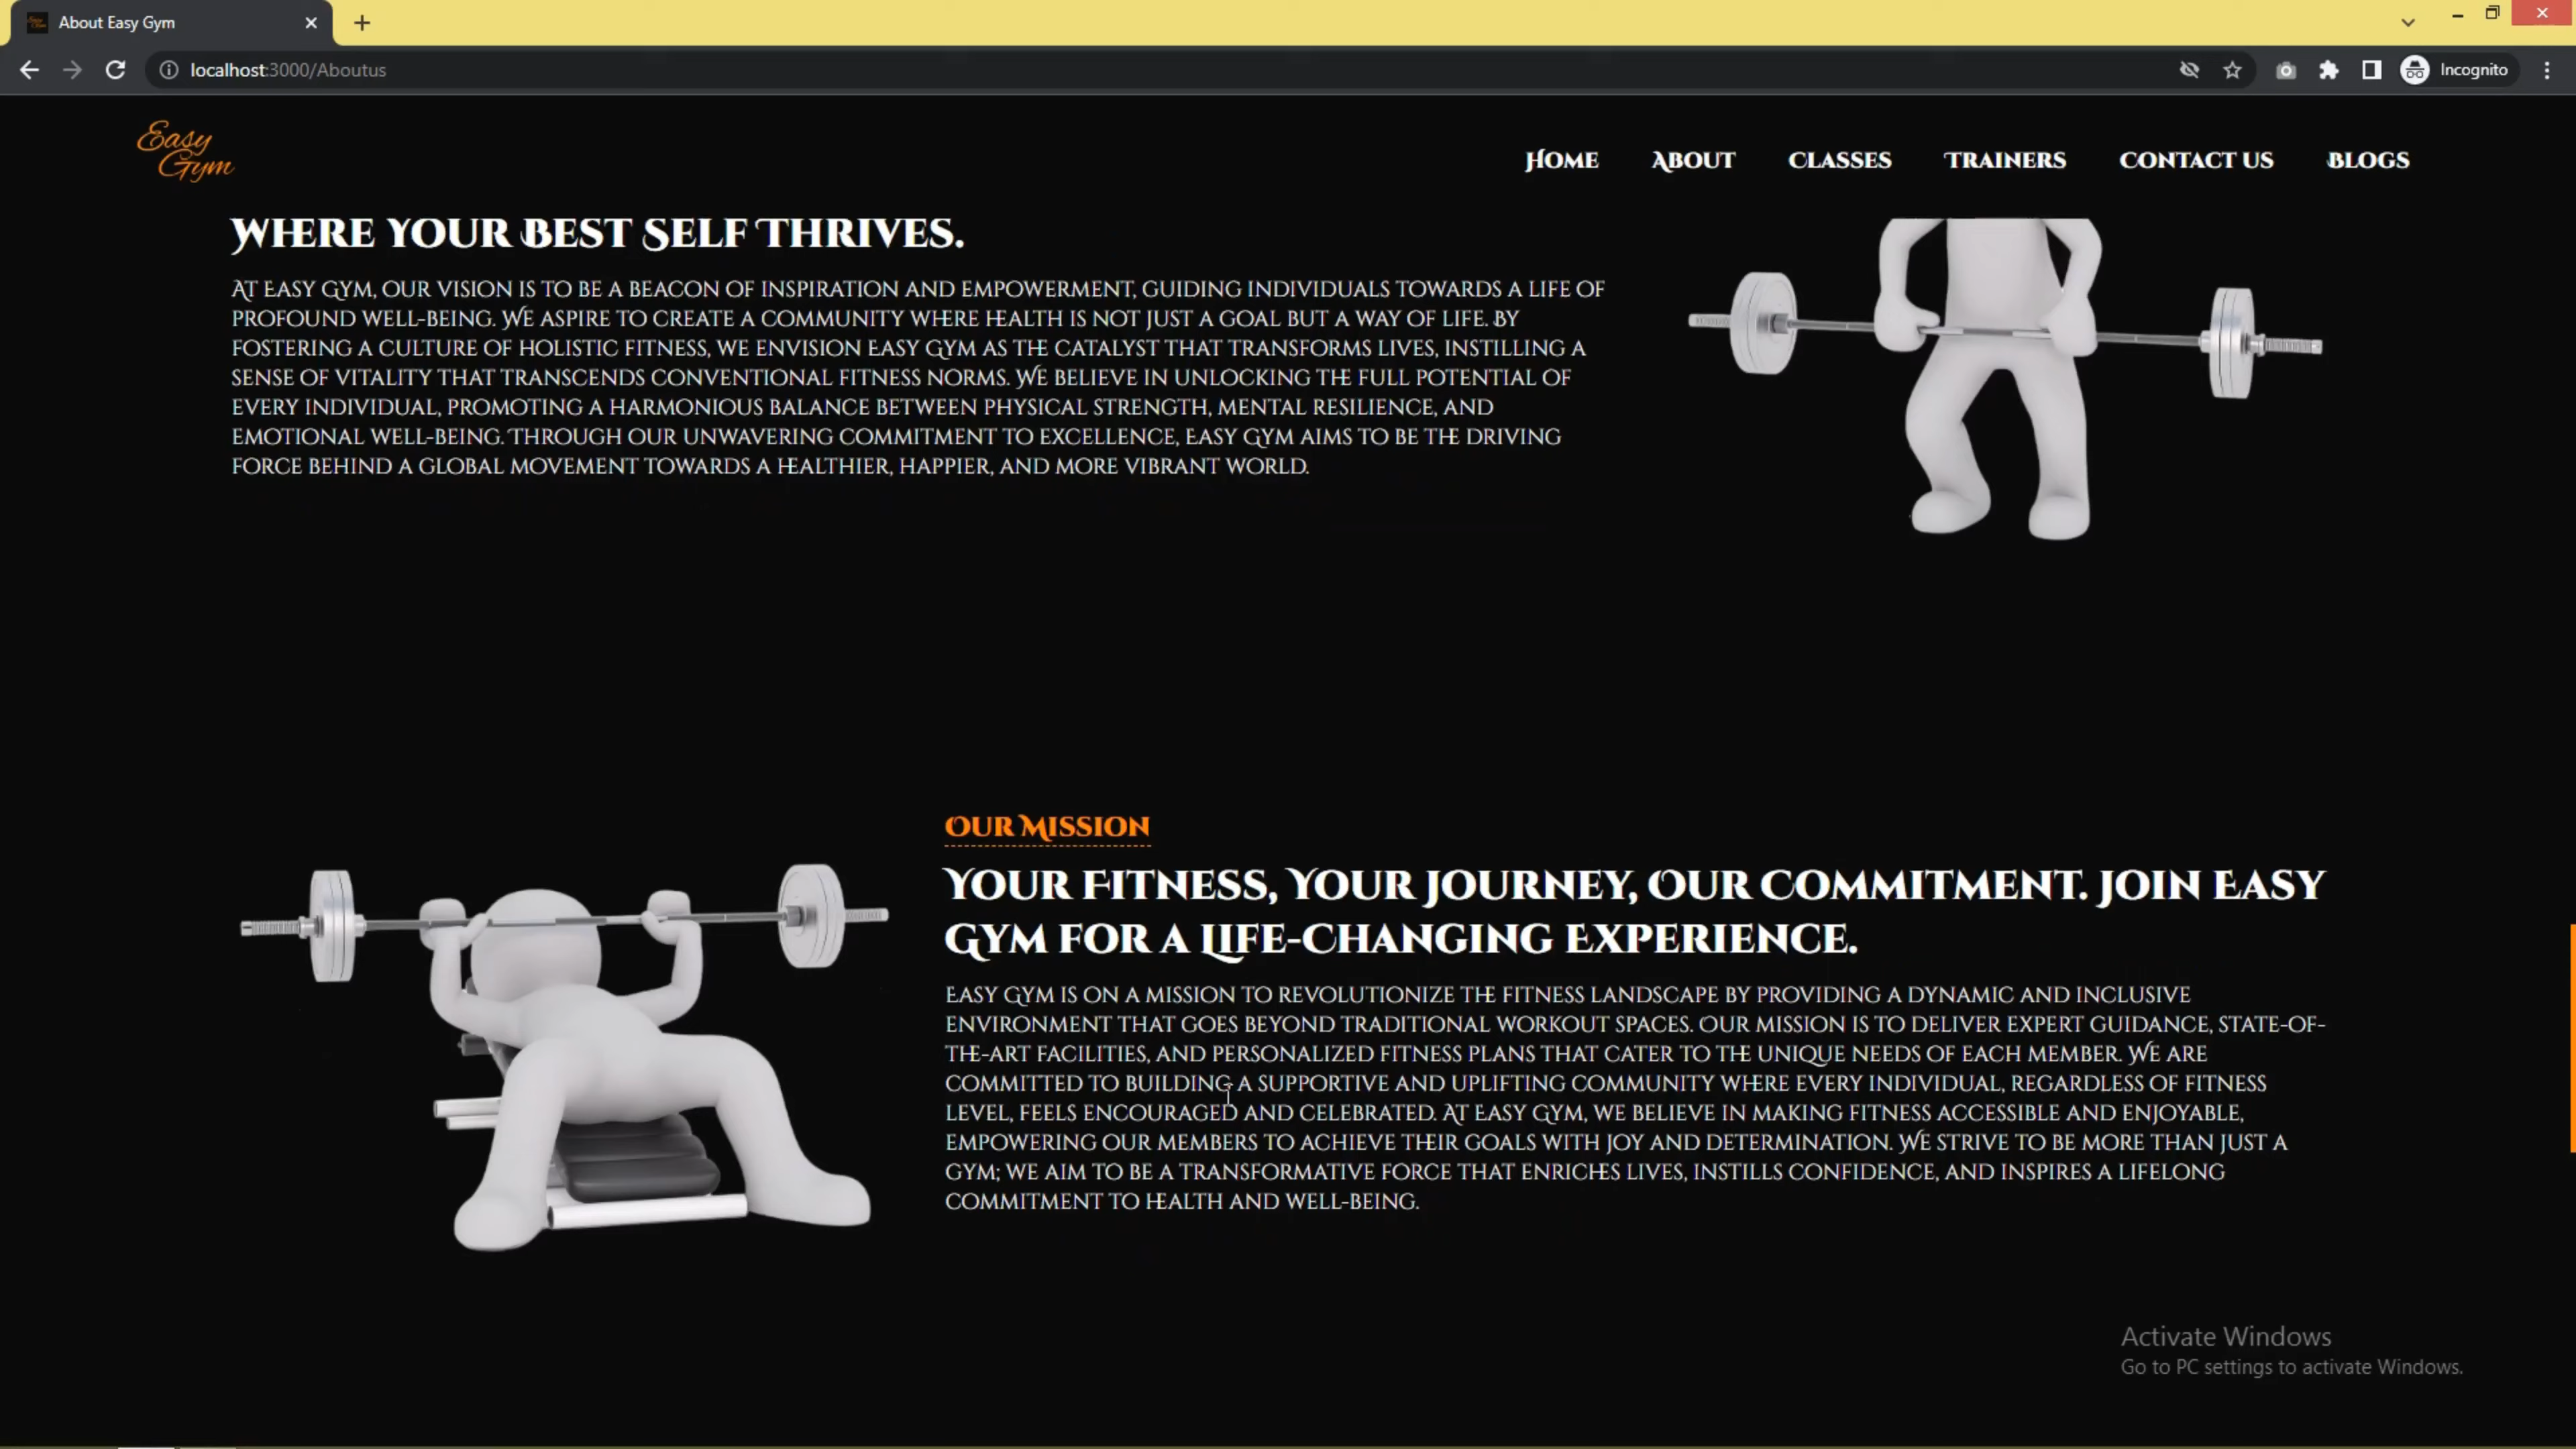 About Easy Gym
localhost:3000/Aboutus
Incognito
Easy
Gym
Home About Classes Trainers Contact us Blogs
Where Your Best Self Thrives.
At Easy Gym, our vision is to be a beacon of inspiration and empowerment, guiding individuals towards a life of
profound well-being. We aspire to create a community where health is not just a goal but a way of life. By
fostering a culture of holistic fitness, we envision Easy Gym as the catalyst that transforms lives, instilling a
sense of vitality that transcends conventional fitness norms. We believe in unlocking the full potential of
every individual, promoting a harmonious balance between physical strength, mental resilience, and
emotional well-being. Through our unwavering commitment to excellence, Easy Gym aims to be the driving
force behind a global movement towards a healthier, happier, and more vibrant world.
Our Mission
Your Fitness, Your Journey, Our Commitment. Join Easy
Gym for a Life-Changing Experience.
Easy Gym is on a mission to revolutionize the fitness landscape by providing a dynamic and inclusive
environment that goes beyond traditional workout spaces. Our mission is to deliver expert guidance, state-of-
the-art facilities, and personalized fitness plans that cater to the unique needs of each member. We are
committed to building a supportive and uplifting community where every individual, regardless of fitness
level, feels encouraged and celebrated. At Easy Gym, we believe in making fitness accessible and enjoyable,
empowering our members to achieve their goals with joy and determination. We strive to be more than just a
gym; we aim to be a transformative force that enriches lives, instills confidence, and inspires a lifelong
commitment to health and well-being.
Activate Windows
Go to PC settings to activate Windows.